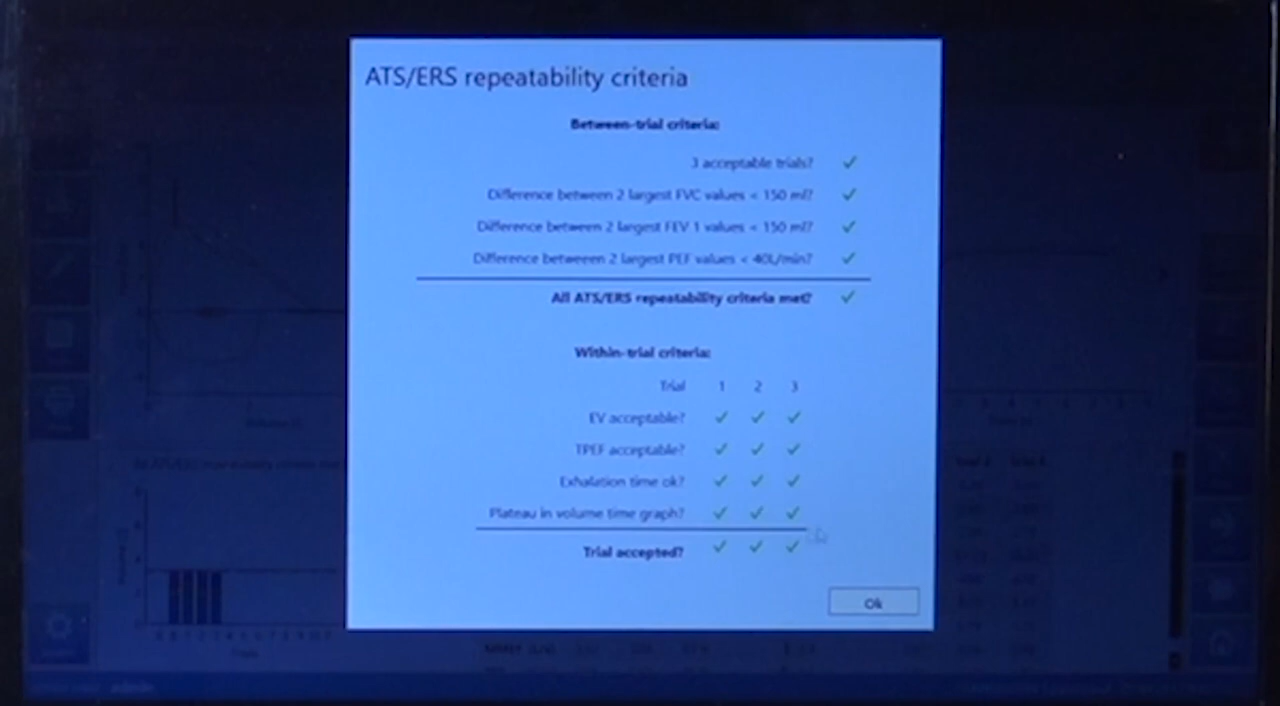 ATS/ERS repeatability criteria
Between-trial criteria:
3 acceptable trials? ✓
Difference between 2 largest FVC values < 150 ml? ✓
Difference between 2 largest FEV 1 values < 150 ml? ✓
Difference betweeen 2 largest PEF values < 40L/min? ✓
All ATS/ERS repeatability criteria met? ✓
Within-trial criteria:
Trial 1 2 3
EV acceptable? ✓ ✓ ✓
TPEF acceptable? ✓ ✓ ✓
Exhalation time ok? ✓ ✓ ✓
Plateau in volume time graph? ✓ ✓ ✓
Trial accepted? ✓ ✓ ✓
Ok
admin